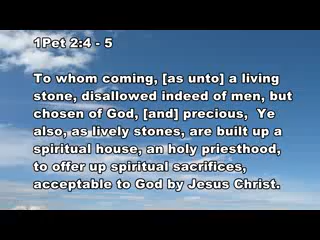 1Pet 2:4 - 5
To whom coming, [as unto] a living
stone, disallowed indeed of men, but
chosen of God, [and] precious,  Ye
also, as lively stones, are built up a
spiritual house, an holy priesthood,
to offer up spiritual sacrifices,
acceptable to God by Jesus Christ.